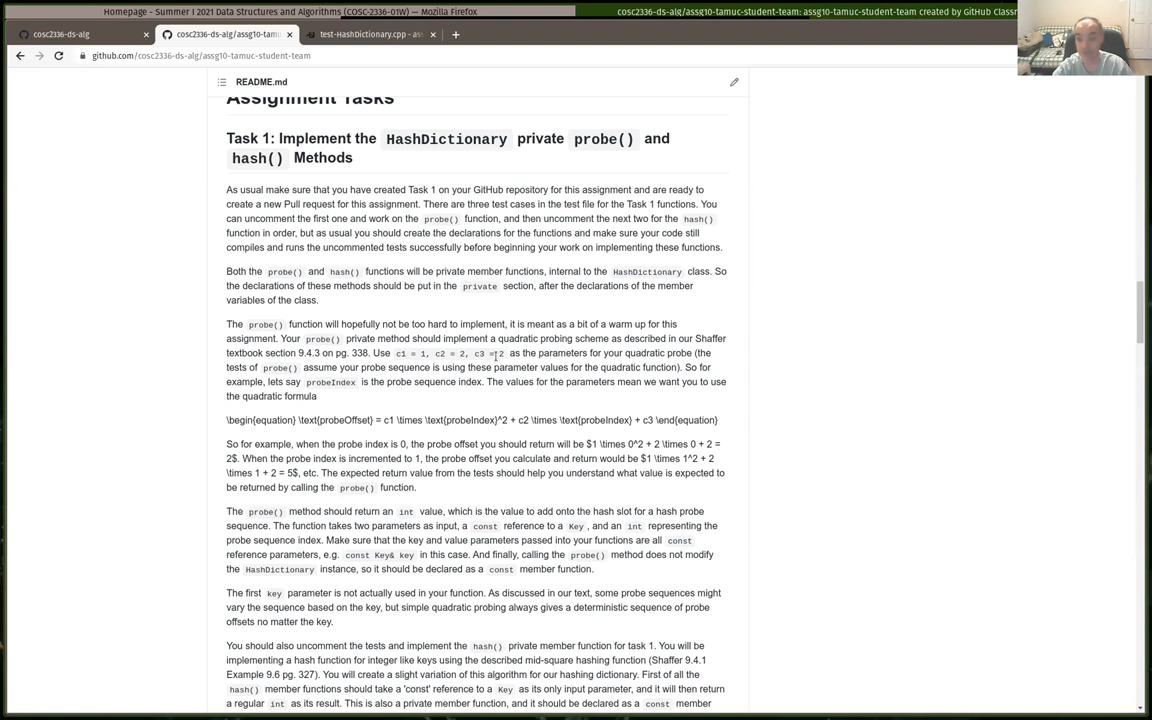 Homepage - Summer I 2021 Data Structures and Algorithms (COSC-2336-01W) — Mozilla Firefox
cosc2336-ds-alg/assg10-tamuc-student-team: assg10-tamuc-student-team created by GitHub Classr
cosc2336-ds-alg
cosc2336-ds-alg/assg10-tamu
test-HashDictionary.cpp - as
github.com/cosc2336-ds-alg/assg10-tamuc-student-team
README.md
Assignment Tasks
Task 1: Implement the HashDictionary private probe() and
hash() Methods
As usual make sure that you have created Task 1 on your GitHub repository for this assignment and are ready to
create a new Pull request for this assignment. There are three test cases in the test file for the Task 1 functions. You
can uncomment the first one and work on the probe() function, and then uncomment the next two for the hash()
function in order, but as usual you should create the declarations for the functions and make sure your code still
compiles and runs the uncommented tests successfully before beginning your work on implementing these functions.
Both the probe() and hash() functions will be private member functions, internal to the HashDictionary class. So
the declarations of these methods should be put in the private section, after the declarations of the member
variables of the class.
The probe() function will hopefully not be too hard to implement, it is meant as a bit of a warm up for this
assignment. Your probe() private method should implement a quadratic probing scheme as described in our Shaffer
textbook section 9.4.3 on pg. 338. Use c1 = 1, c2 = 2, c3 = 2 as the parameters for your quadratic probe (the
tests of probe() assume your probe sequence is using these parameter values for the quadratic function). So for
example, lets say probeIndex is the probe sequence index. The values for the parameters mean we want you to use
the quadratic formula
\begin{equation} \text{probeOffset} = c1 \times \text{probeIndex}^2 + c2 \times \text{probeIndex} + c3 \end{equation}
So for example, when the probe index is 0, the probe offset you should return will be $1 \times 0^2 + 2 \times 0 + 2 =
2$. When the probe index is incremented to 1, the probe offset you calculate and return would be $1 \times 1^2 + 2
\times 1 + 2 = 5$, etc. The expected return value from the tests should help you understand what value is expected to
be returned by calling the probe() function.
The probe() method should return an int value, which is the value to add onto the hash slot for a hash probe
sequence. The function takes two parameters as input, a const reference to a Key , and an int representing the
probe sequence index. Make sure that the key and value parameters passed into your functions are all const
reference parameters, e.g. const Key& key in this case. And finally, calling the probe() method does not modify
the HashDictionary instance, so it should be declared as a const member function.
The first key parameter is not actually used in your function. As discussed in our text, some probe sequences might
vary the sequence based on the key, but simple quadratic probing always gives a deterministic sequence of probe
offsets no matter the key.
You should also uncomment the tests and implement the hash() private member function for task 1. You will be
implementing a hash function for integer like keys using the described mid-square hashing function (Shaffer 9.4.1
Example 9.6 pg. 327). You will create a slight variation of this algorithm for our hashing dictionary. First of all the
hash() member functions should take a 'const' reference to a Key as its only input parameter, and it will then return
a regular int as its result. This is also a private member function, and it should be declared as a const member